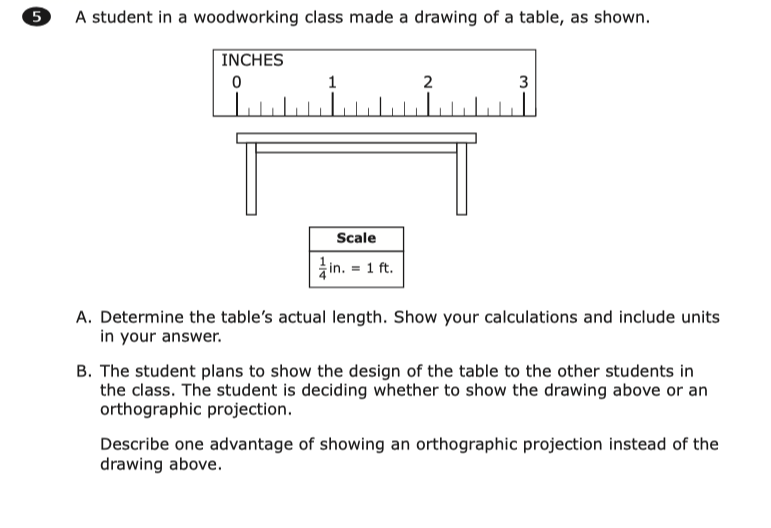 5 A student in a woodworking class made a drawing of a table, as shown.
INCHES
0 1 2 3
Scale
1/4 in. = 1 ft.
A. Determine the table’s actual length. Show your calculations and include units
in your answer.
B. The student plans to show the design of the table to the other students in
the class. The student is deciding whether to show the drawing above or an
orthographic projection.
Describe one advantage of showing an orthographic projection instead of the
drawing above.